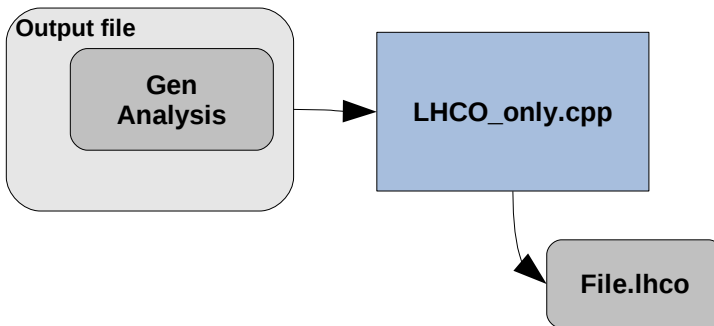 Output file
Gen
Analysis
LHCO_only.cpp
File.lhco